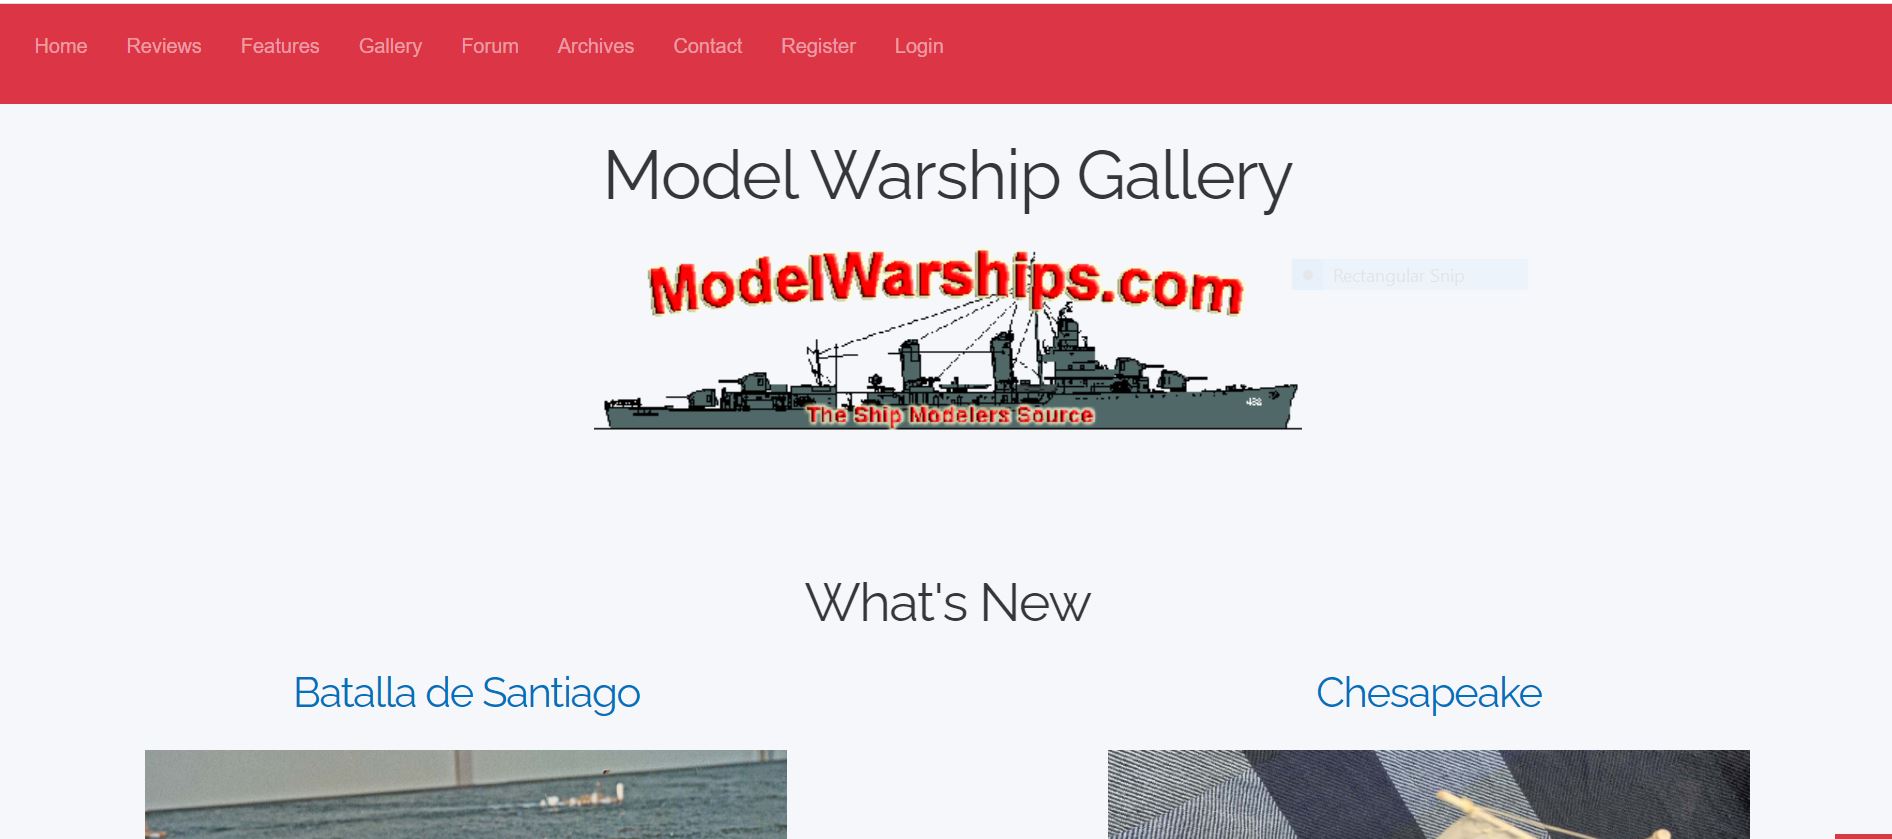 Home Reviews Features Gallery Forum Archives Contact Register Login
Model Warship Gallery
ModelWarships.com
Rectangular Snip
The Ship Modelers Source
What's New
Batalla de Santiago
Chesapeake